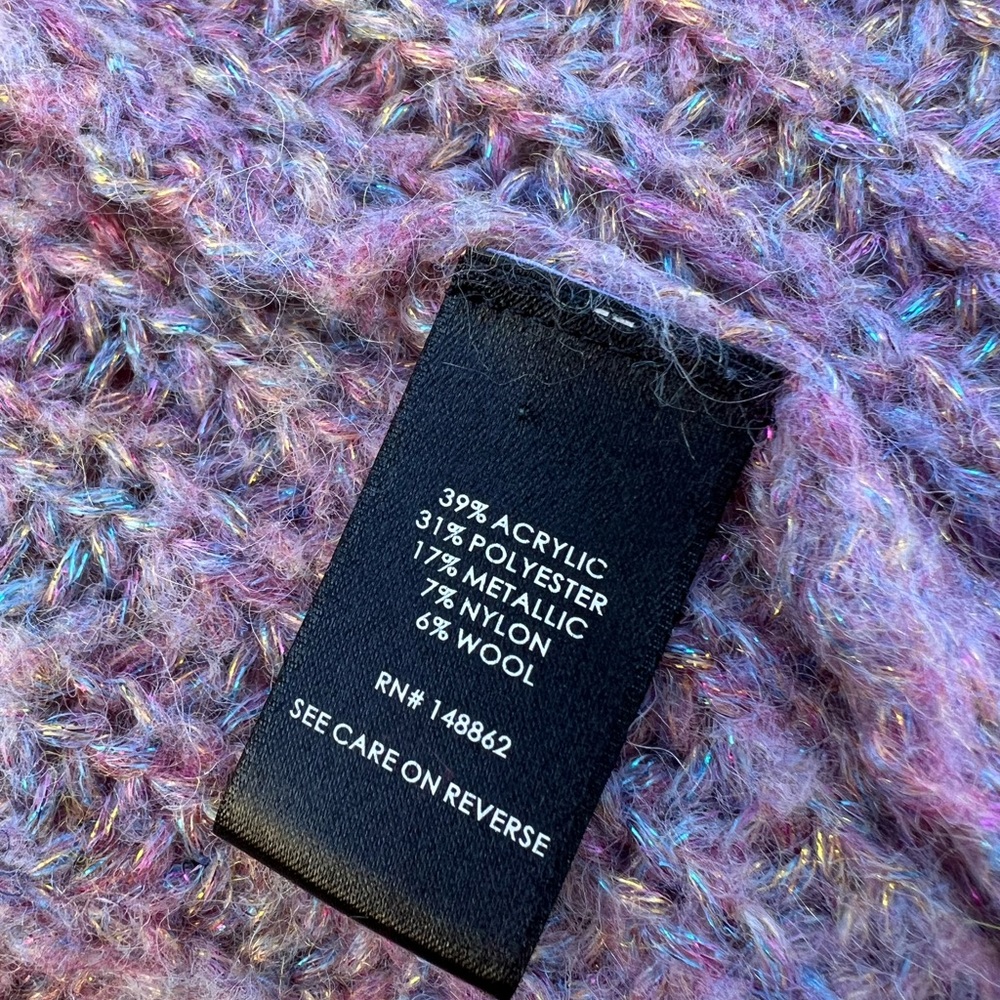 39% ACRYLIC
31% POLYESTER
17% METALLIC
7% NYLON
6% WOOL
RN# 148862
SEE CARE ON REVERSE